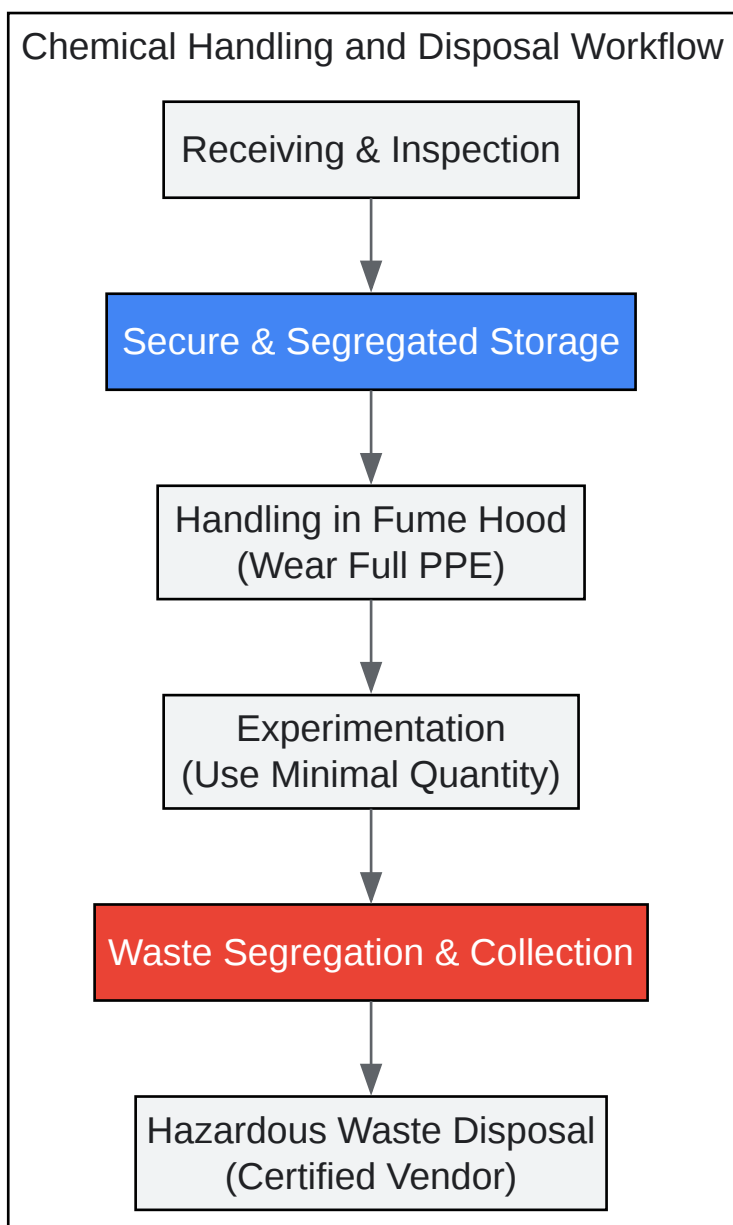 Chemical Handling and Disposal Workflow
Receiving & Inspection
Secure & Segregated Storage
Handling in Fume Hood
(Wear Full PPE)
Experimentation
(Use Minimal Quantity)
Waste Segregation & Collection
Hazardous Waste Disposal
(Certified Vendor)